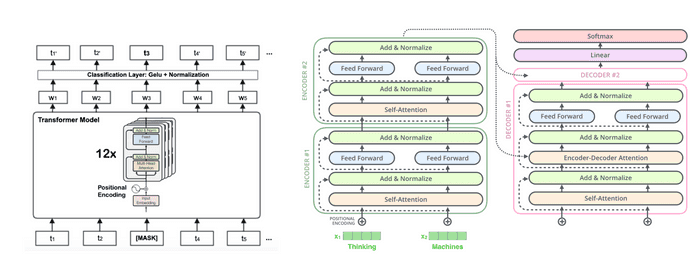 t1' t2' t3 t4' t5' ...
Classification Layer: Gelu + Normalization
W1 W2 W3 W4 W5
Transformer Model
12x
Add & Norm
Feed
Forward
Add & Norm
Multi-Head
Attention
Positional
Encoding
Input
Embedding
t1 t2 [MASK] t4 t5 ...
ENCODER #2
Add & Normalize
Feed Forward Feed Forward
Add & Normalize
Self-Attention
ENCODER #1
Add & Normalize
Feed Forward Feed Forward
Add & Normalize
Self-Attention
POSITIONAL
ENCODING
X1 X2
Thinking Machines
Softmax
Linear
DECODER #2
DECODER #1
Add & Normalize
Feed Forward Feed Forward
Add & Normalize
Encoder-Decoder Attention
Add & Normalize
Self-Attention